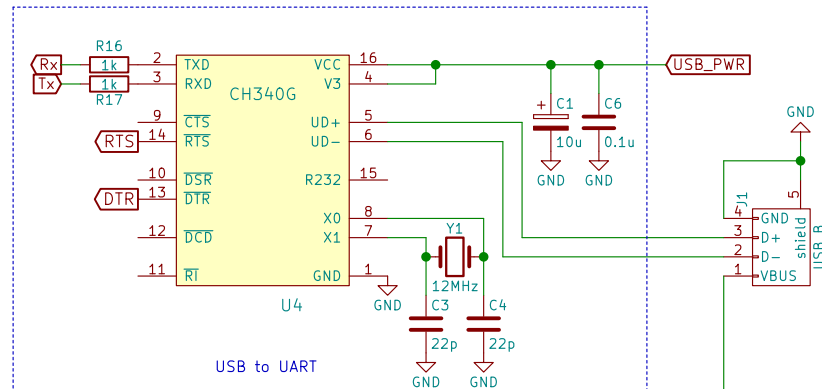 R16
Rx
1k
2
TXD
VCC
16
USB_PWR
Tx
1k
3
RXD
V3
4
R17
CH340G
C1
C6
+
GND
9
CTS
UD+
5
10u
0.1u
RTS
14
RTS
UD-
6
GND
GND
10
DSR
R232
15
J1
5
DTR
13
DTR
X0
8
4
GND
shield
USB_B
12
DCD
X1
7
Y1
3
D+
2
D-
11
RI
GND
1
12MHz
1
VBUS
GND
U4
C3
C4
22p
22p
USB to UART
GND
GND